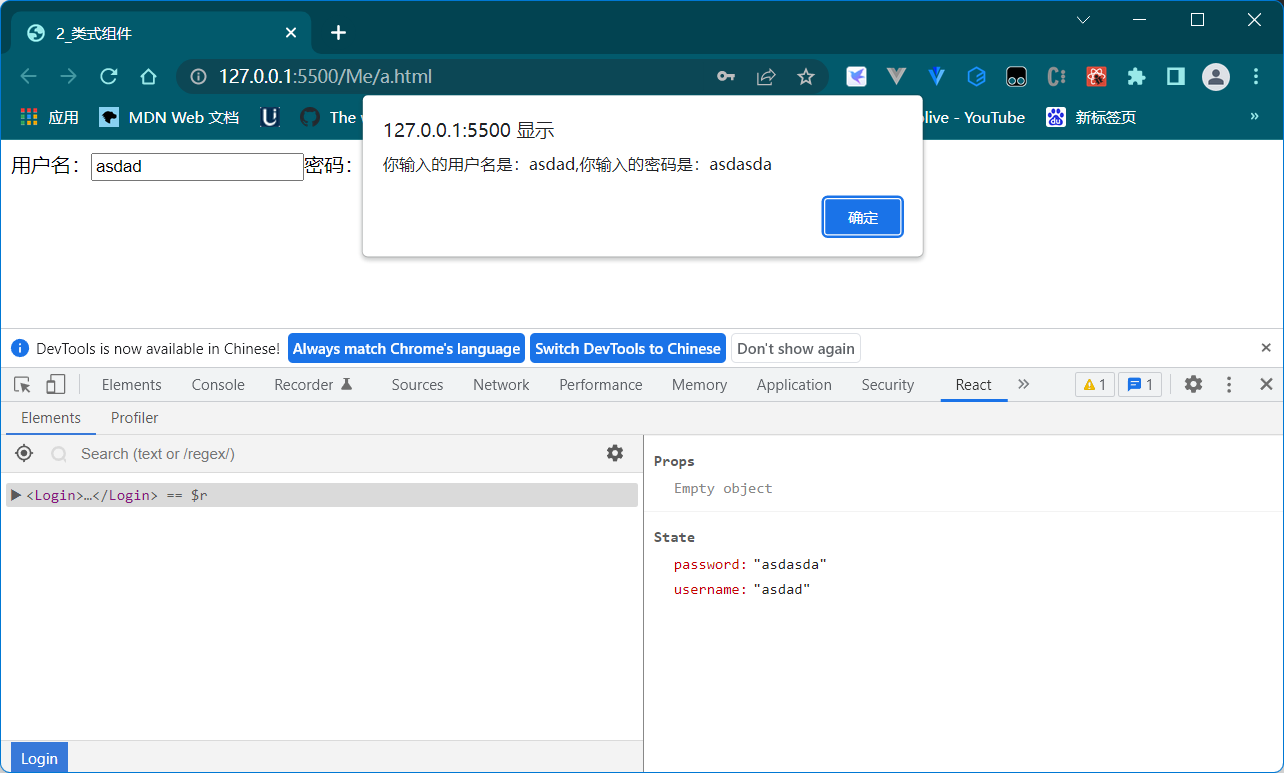 2_类式组件
127.0.0.1:5500/Me/a.html
应用 MDN Web 文档 The live - YouTube 新标签页
127.0.0.1:5500 显示
你输入的用户名是：asdad,你输入的密码是：asdasda
确定
用户名： asdad 密码：
DevTools is now available in Chinese! Always match Chrome's language Switch DevTools to Chinese Don't show again
Elements Console Recorder Sources Network Performance Memory Application Security React » 1 1
Elements Profiler
Search (text or /regex/)
<Login>…</Login> == $r
Props
Empty object
State
password: "asdasda"
username: "asdad"
Login